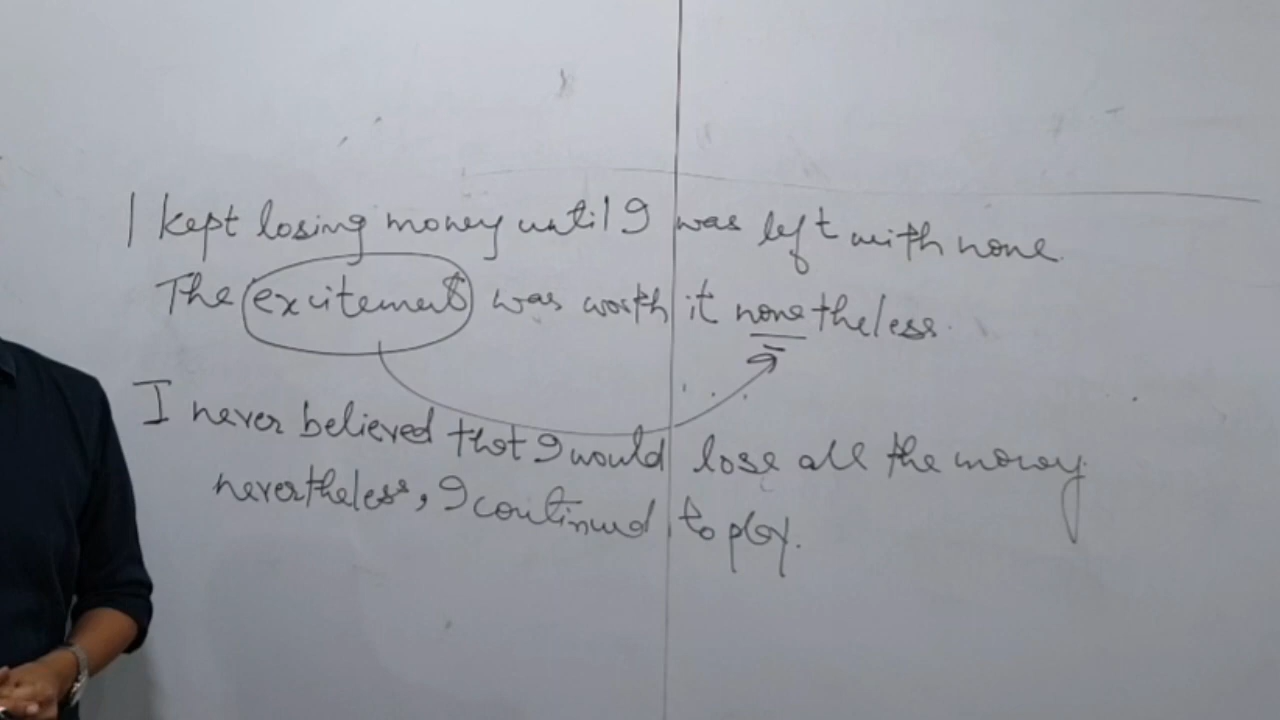 I kept losing money until I was left with none.
The excitement was worth it nonetheless.
I never believed that I would lose all the money
nevertheless, I continued to play.